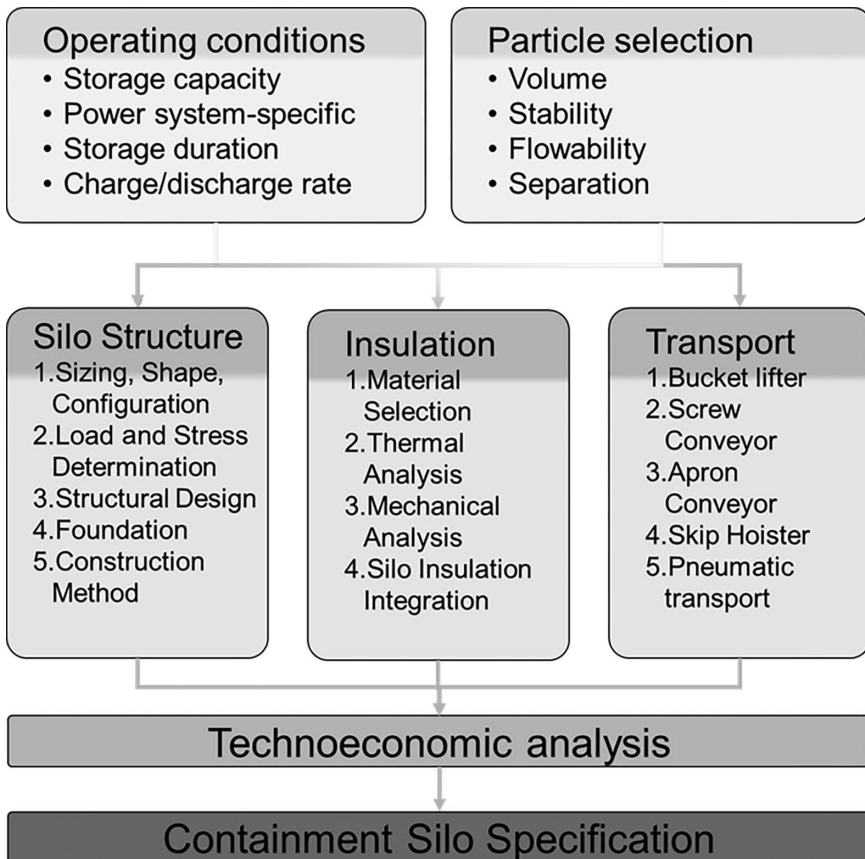 Operating conditions
• Storage capacity
• Power system-specific
• Storage duration
• Charge/discharge rate
Particle selection
• Volume
• Stability
• Flowability
• Separation
Silo Structure
1.Sizing, Shape,
Configuration
2.Load and Stress
Determination
3.Structural Design
4.Foundation
5.Construction
Method
Insulation
1.Material
Selection
2.Thermal
Analysis
3.Mechanical
Analysis
4.Silo Insulation
Integration
Transport
1.Bucket lifter
2.Screw
Conveyor
3.Apron
Conveyor
4.Skip Hoister
5.Pneumatic
transport
Technoeconomic analysis
Containment Silo Specification